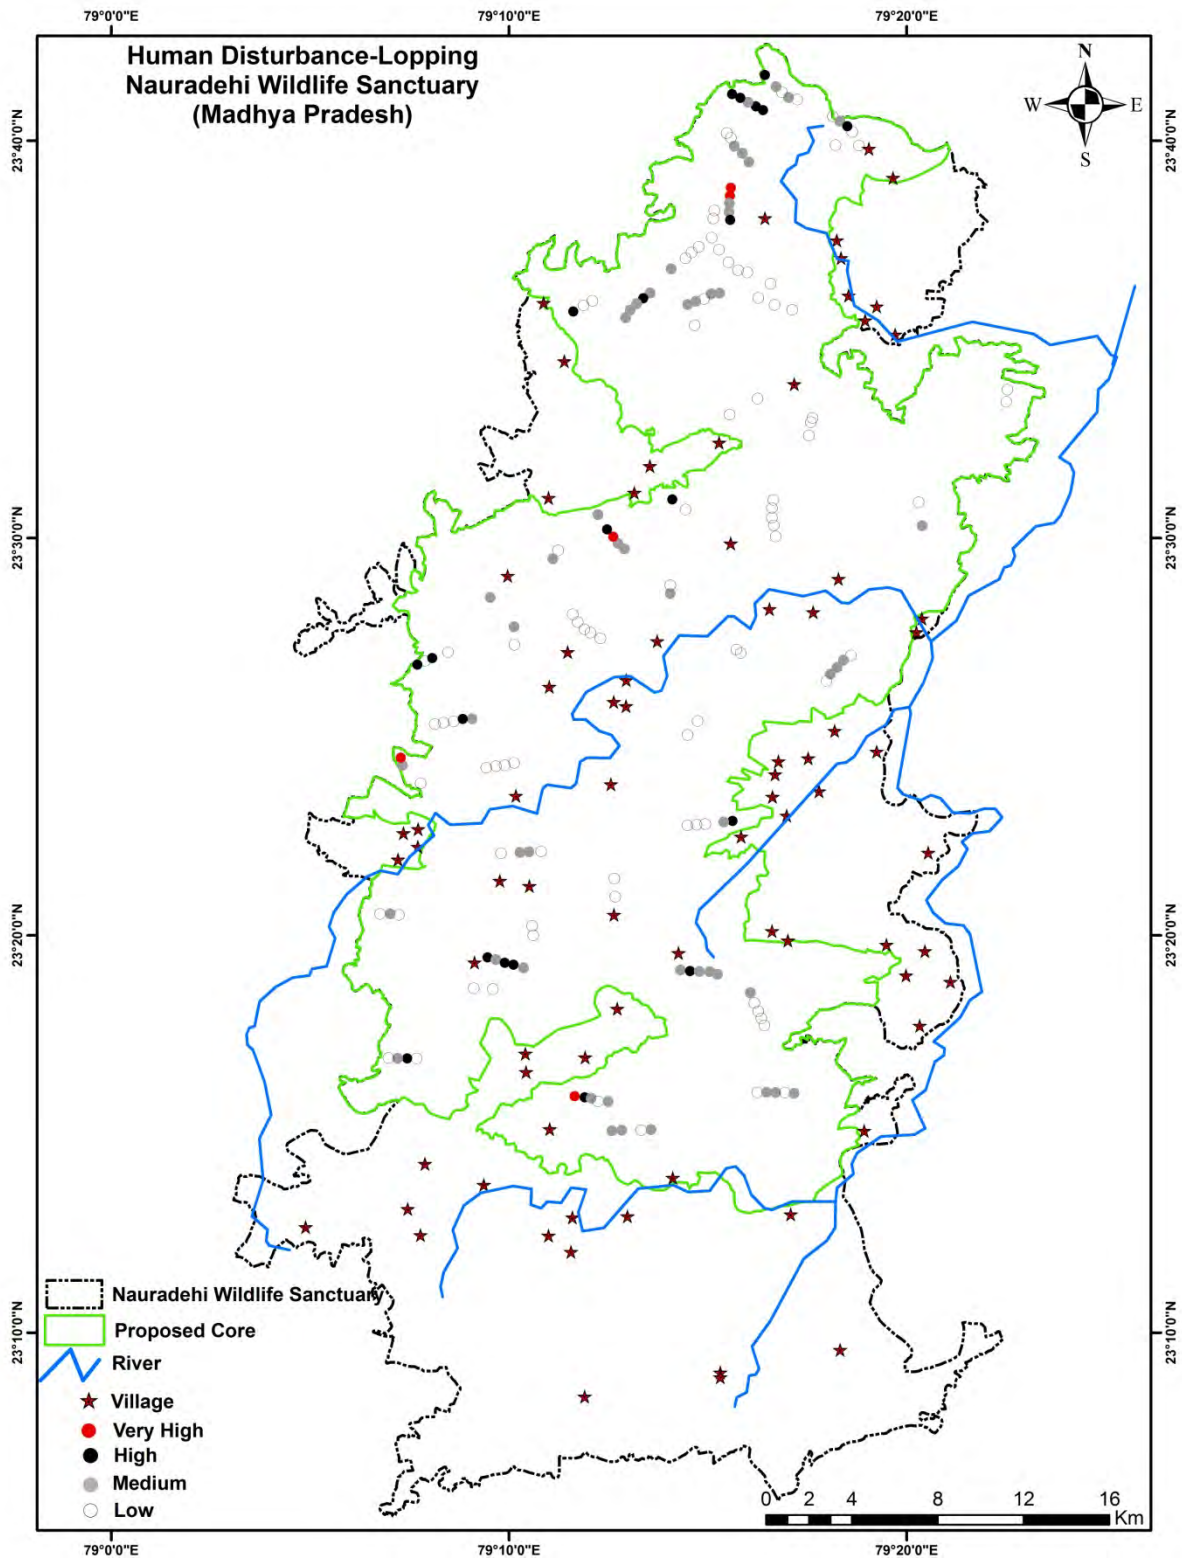 79°0'0"E 79°10'0"E 79°20'0"E
Human Disturbance-Lopping
Nauradehi Wildlife Sanctuary
(Madhya Pradesh)
N
W E
S
23°40'0"N 23°40'0"N
23°30'0"N 23°30'0"N
23°20'0"N 23°20'0"N
23°10'0"N 23°10'0"N
Nauradehi Wildlife Sanctuary
Proposed Core
River
Village
Very High
High
Medium
Low
0 2 4 8 12 16
Km
79°0'0"E 79°10'0"E 79°20'0"E